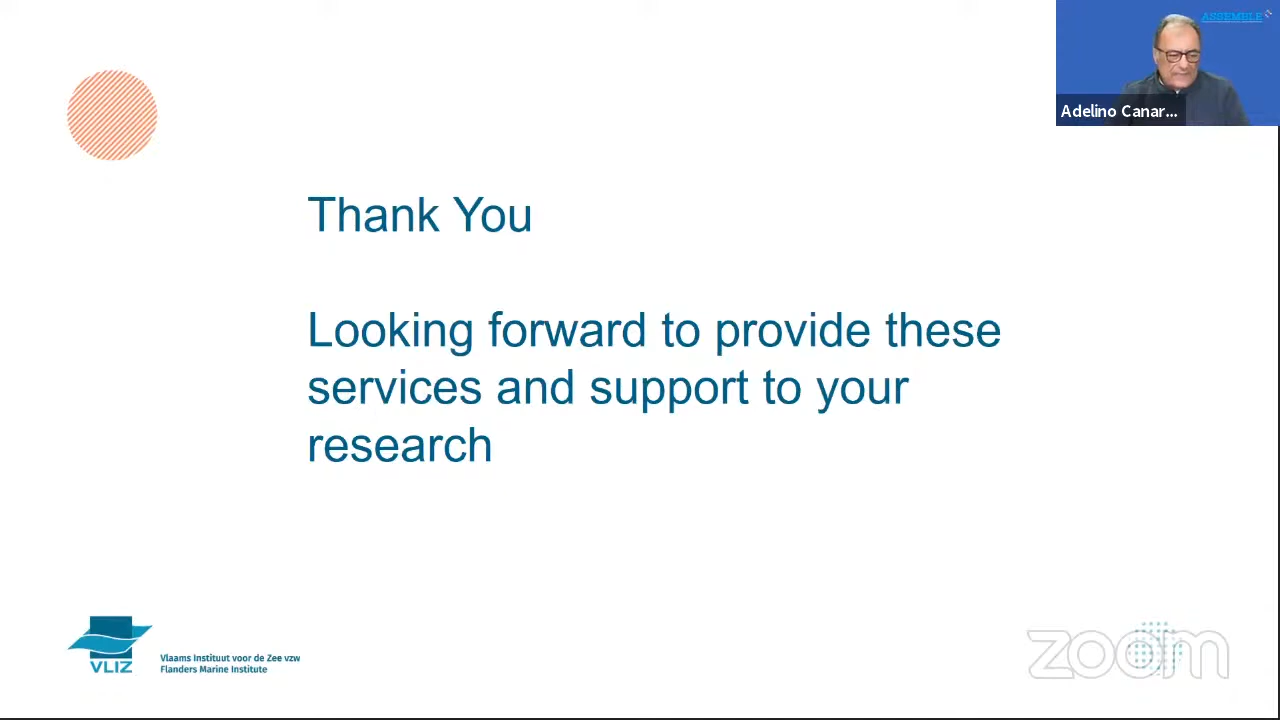 ASSEMBLE
Adelino Canar...
Thank You
Looking forward to provide these
services and support to your
research
VLIZ
Vlaams Instituut voor de Zee vzw
Flanders Marine Institute
zoom